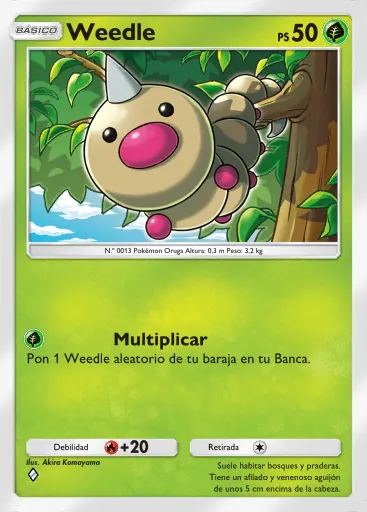 BÁSICO
Weedle
PS 50
N.º 0013 Pokémon Oruga Altura: 0,3 m Peso: 3,2 kg
Multiplicar
Pon 1 Weedle aleatorio de tu baraja en tu Banca.
Debilidad +20 Retirada
Ilus. Akira Komayama
Suele habitar bosques y praderas.
Tiene un afilado y venenoso aguijón
de unos 5 cm encima de la cabeza.